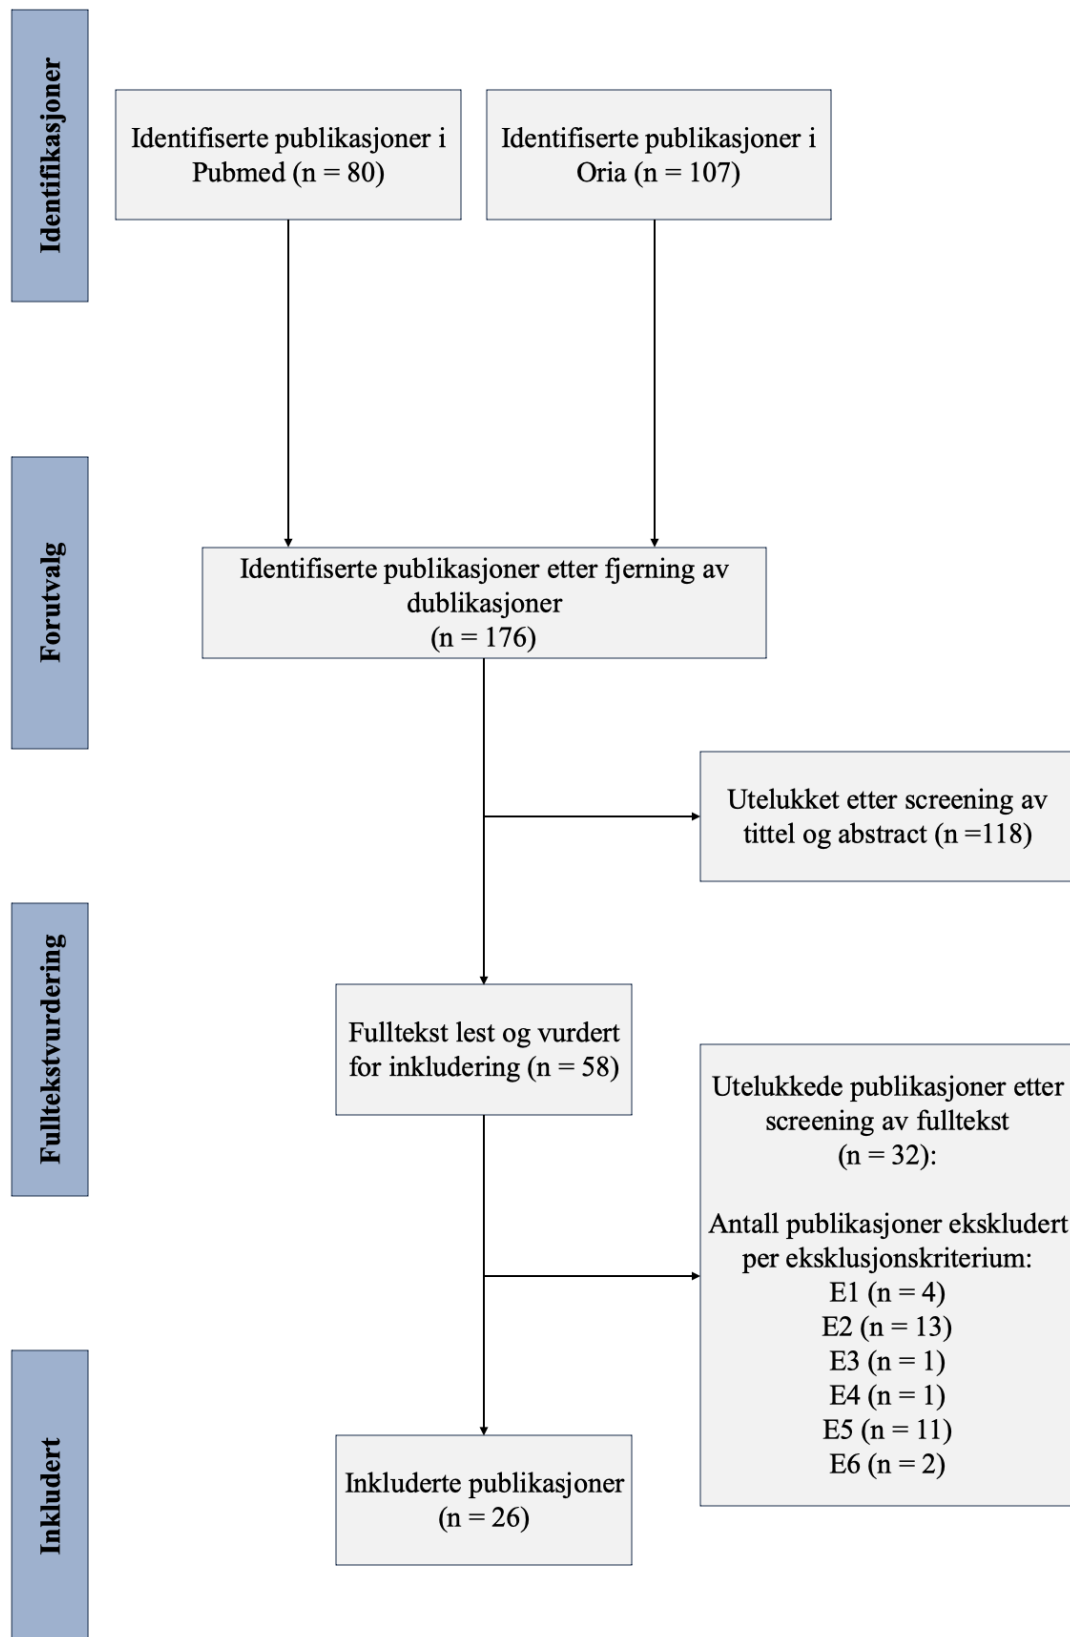 Identifikasjoner
Identifiserte publikasjoner i
Pubmed (n = 80)
Identifiserte publikasjoner i
Oria (n = 107)
Forutvalg
Identifiserte publikasjoner etter fjerning av
dublikasjoner
(n = 176)
Utelukket etter screening av
tittel og abstract (n =118)
Fulltekstvurdering
Fulltekst lest og vurdert
for inkludering (n = 58)
Utelukkede publikasjoner etter
screening av fulltekst
(n = 32):
Antall publikasjoner ekskludert
per eksklusjonskriterium:
E1 (n = 4)
E2 (n = 13)
E3 (n = 1)
E4 (n = 1)
E5 (n = 11)
E6 (n = 2)
Inkludert
Inkluderte publikasjoner
(n = 26)